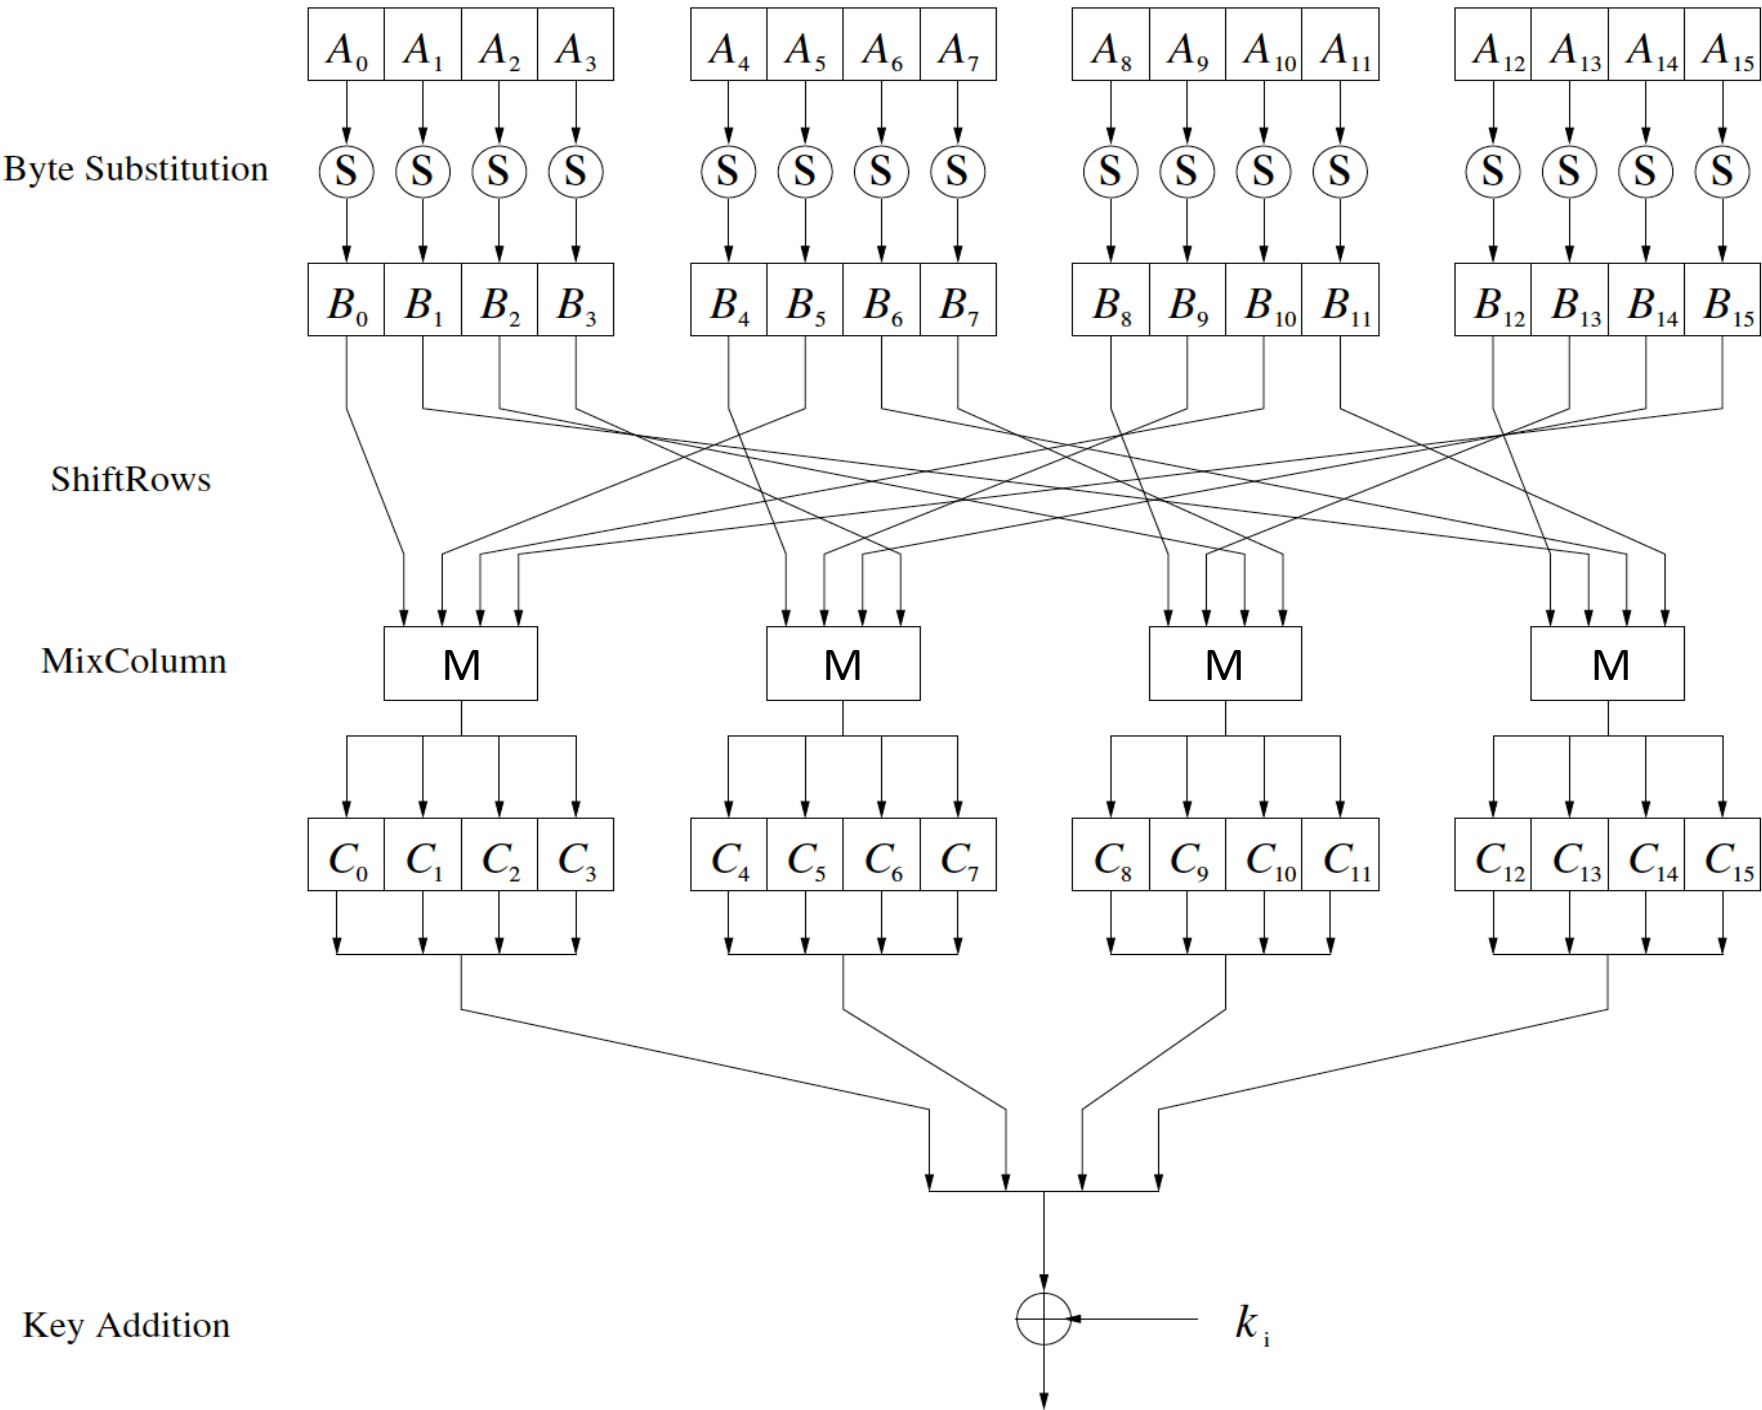 A0 A1 A2 A3 A4 A5 A6 A7 A8 A9 A10 A11 A12 A13 A14 A15
Byte Substitution S S S S S S S S S S S S S S S S
B0 B1 B2 B3 B4 B5 B6 B7 B8 B9 B10 B11 B12 B13 B14 B15
ShiftRows
MixColumn M M M M
C0 C1 C2 C3 C4 C5 C6 C7 C8 C9 C10 C11 C12 C13 C14 C15
Key Addition ki